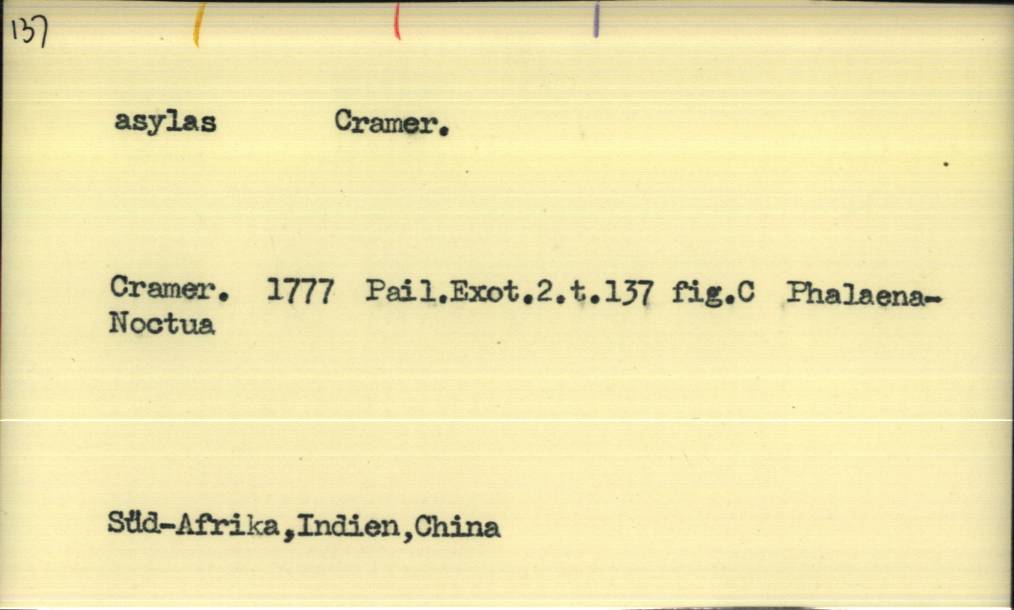 137
asylas Cramer.
Cramer. 1777 Pail.Exot.2.t.137 fig.C Phalaena-
Noctua
Süd-Afrika,Indien,China